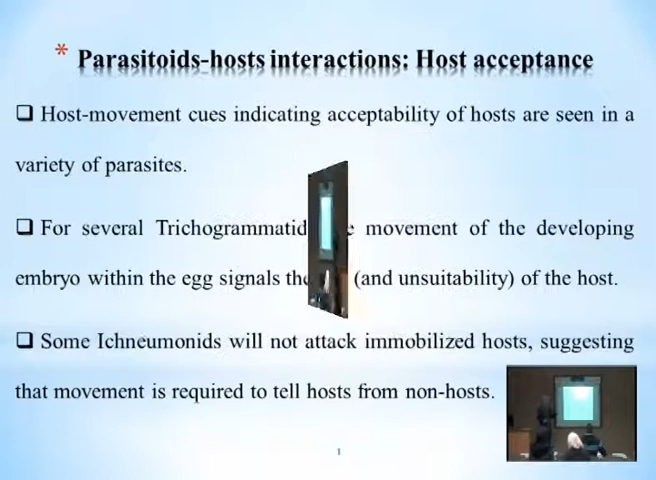 * Parasitoids-hosts interactions: Host acceptance
❑ Host-movement cues indicating acceptability of hosts are seen in a
variety of parasites.
❑ For several Trichogrammatid movement of the developing
embryo within the egg signals (and unsuitability) of the host.
❑ Some Ichneumonids will not attack immobilized hosts, suggesting
that movement is required to tell hosts from non-hosts.
1